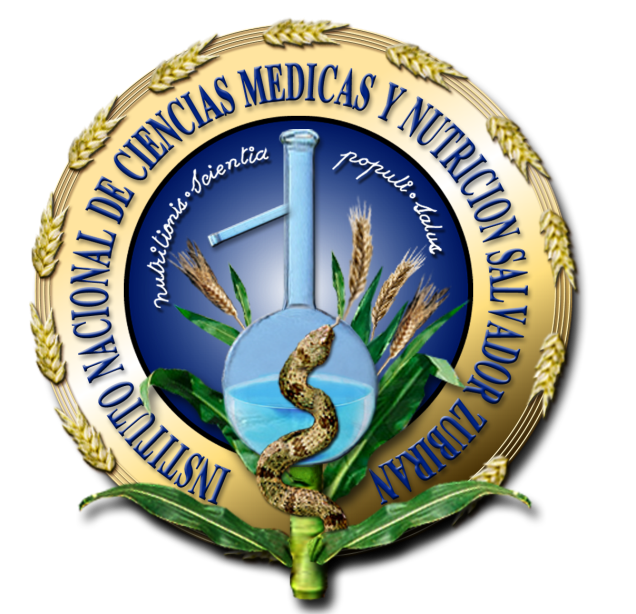 INSTITUTO NACIONAL DE CIENCIAS MEDICAS Y NUTRICION SALVADOR ZUBIRAN
nutritionis · Scientia populi · Salus